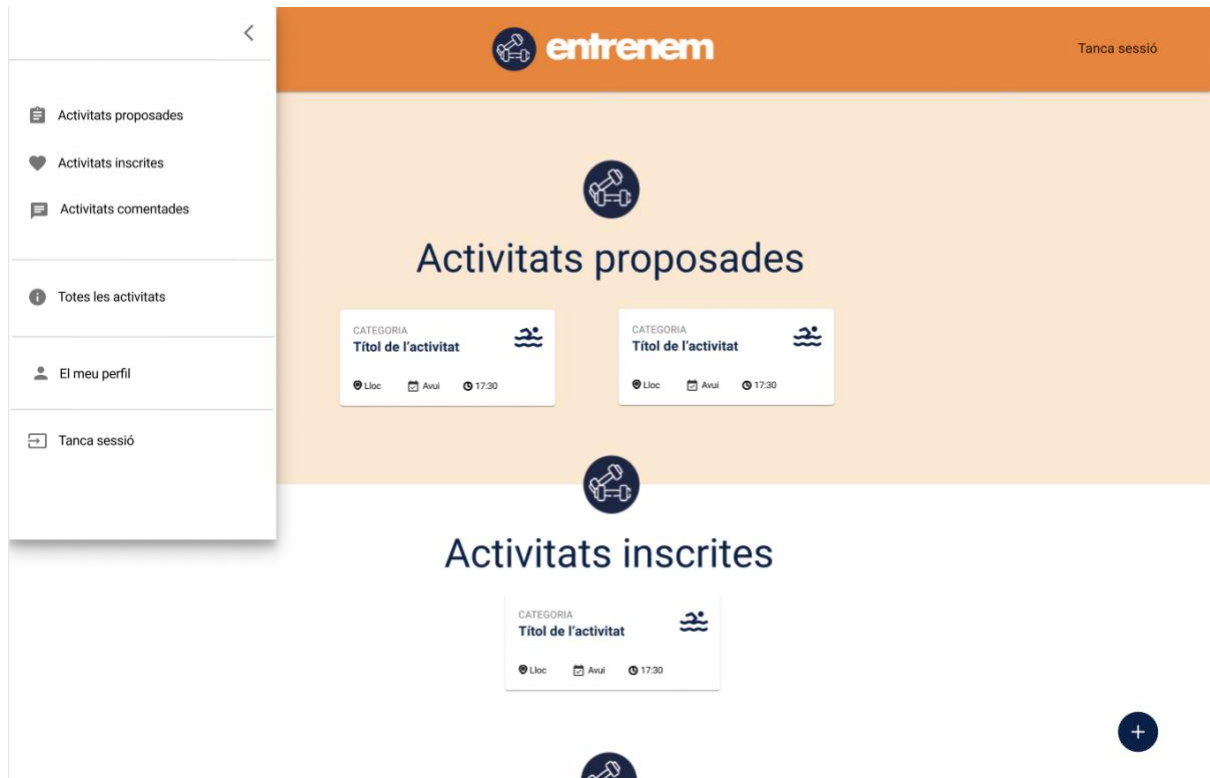 entrenem
Tanca sessió
Activitats proposades
Activitats inscrites
Activitats comentades
Totes les activitats
El meu perfil
Tanca sessió
Activitats proposades
CATEGORIA
Títol de l'activitat
Lloc Avui 17:30
CATEGORIA
Títol de l'activitat
Lloc Avui 17:30
Activitats inscrites
CATEGORIA
Títol de l'activitat
Lloc Avui 17:30